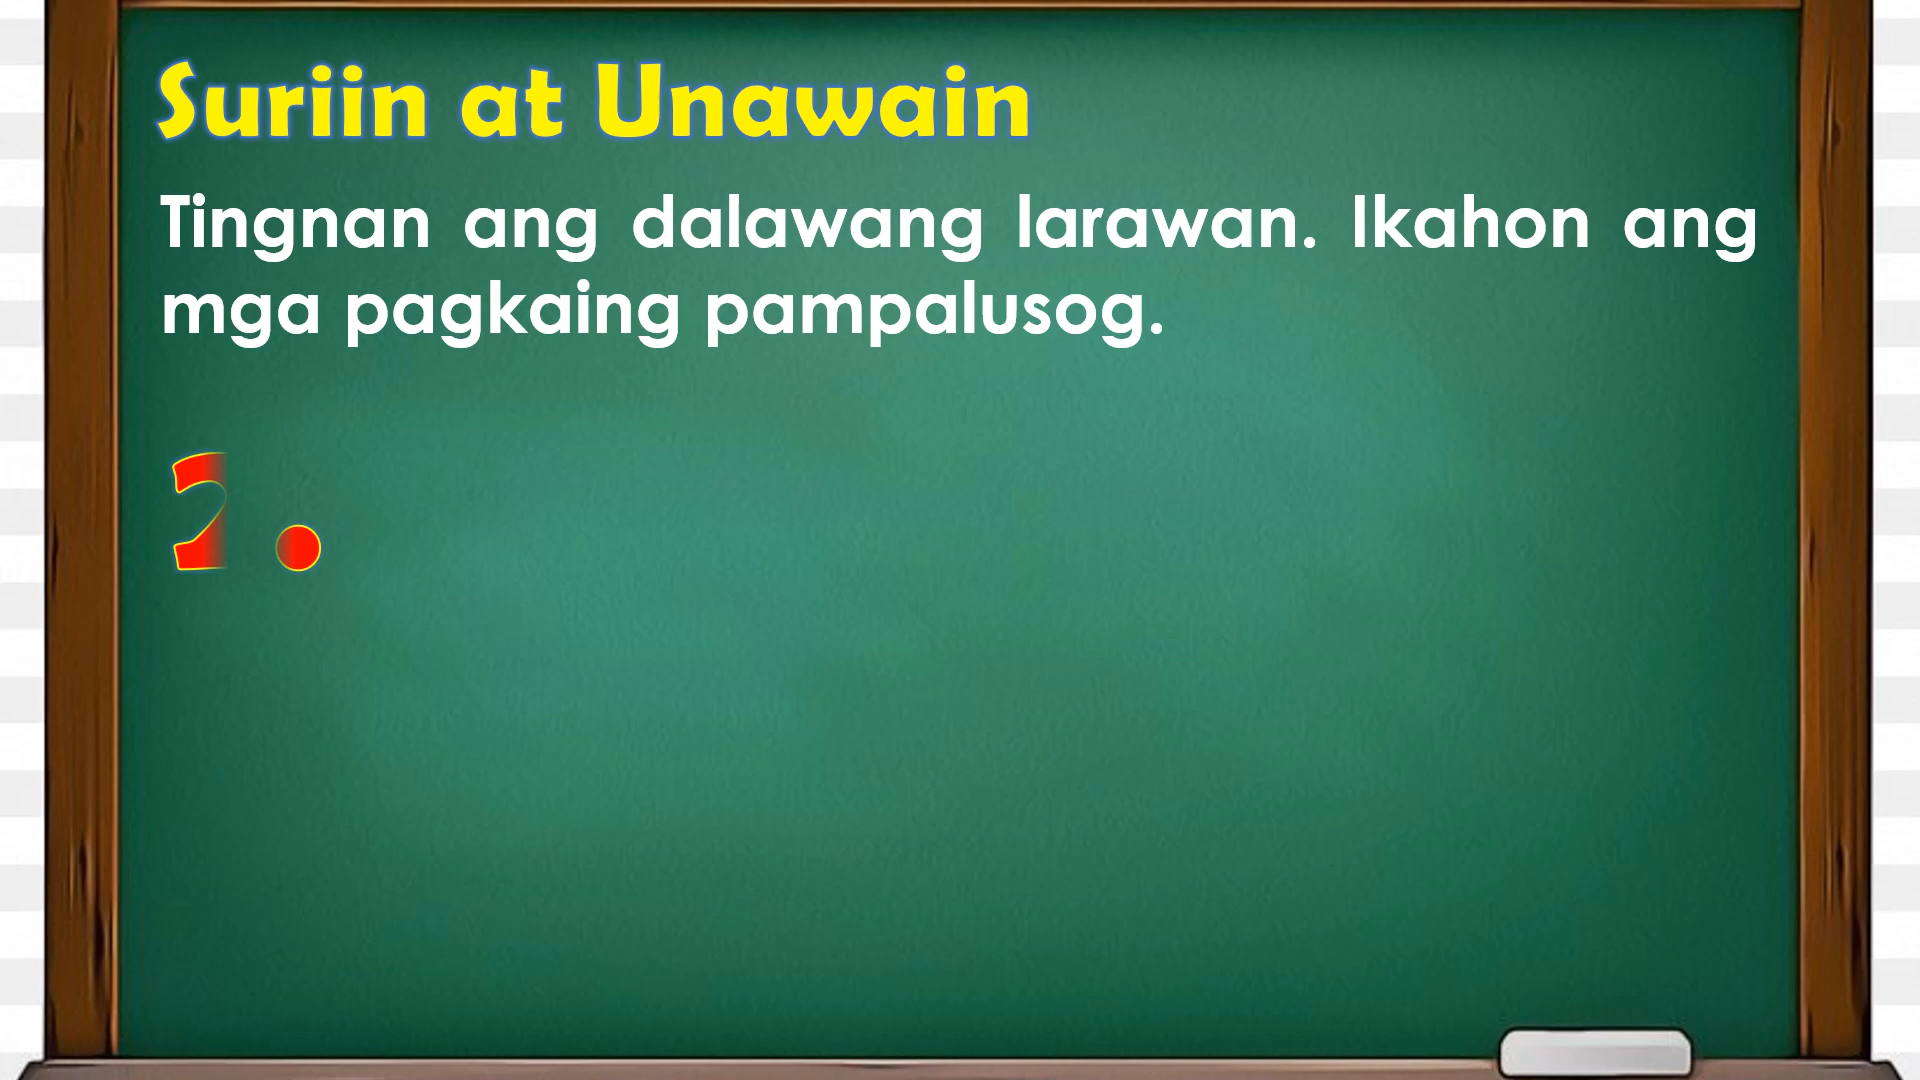 Suriin at Unawain
Tingnan ang dalawang larawan. Ikahon ang
mga pagkaing pampalusog.
2.